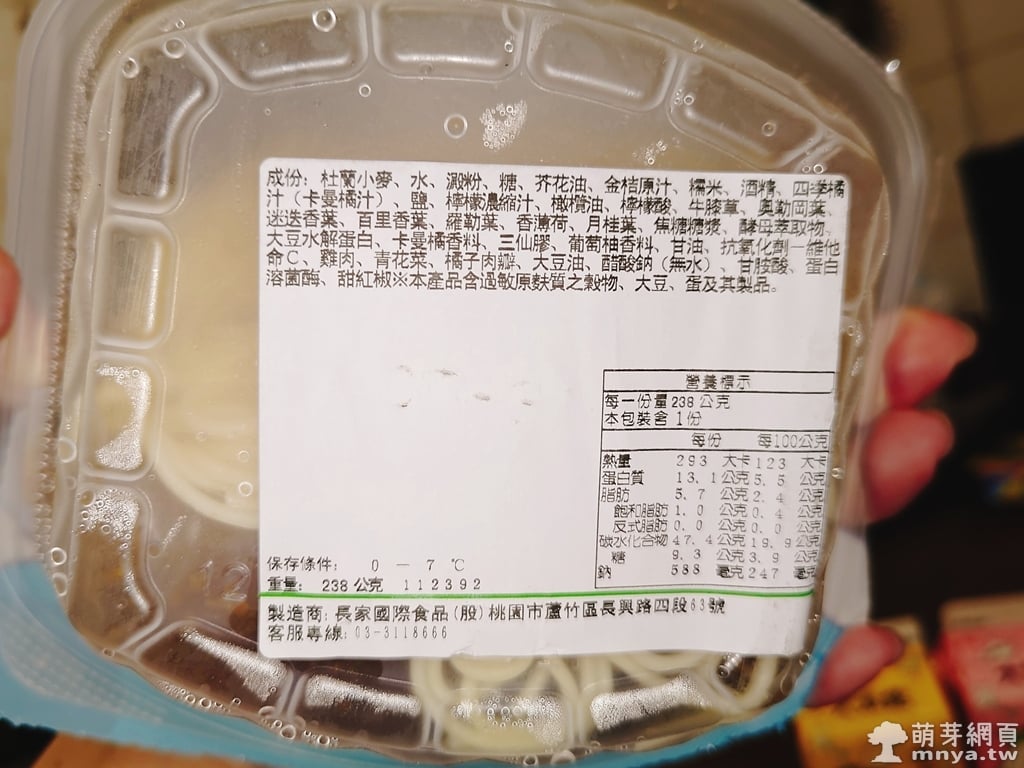 成份: 杜蘭小麥、水、澱粉、糖、芥花油、金桔原汁、糯米、酒精、四季橘
汁（卡曼橘汁）、鹽、檸檬濃縮汁、橄欖油、檸檬酸、牛膝草、奧勒岡葉、
迷迭香葉、百里香葉、羅勒葉、香薄荷、月桂葉、焦糖糖漿、酵母萃取物、
大豆水解蛋白、卡曼橘香料、三仙膠、葡萄柚香料、甘油、抗氧化劑－維他
命Ｃ、雞肉、青花菜、橘子肉瓣、大豆油、醋酸鈉（無水）、甘胺酸、蛋白
溶菌酶、甜紅椒※本產品含過敏原麩質之穀物、大豆、蛋及其製品。
營養標示
每一份量238公克
本包裝含 1份
每份 每100公克
熱量 293 大卡 123 大卡
蛋白質 13.1公克 5.5 公克
脂肪 5.7 公克 2.4 公克
飽和脂肪 1.0 公克 0.4 公克
反式脂肪 0.0 公克 0.0 公克
碳水化合物 47.4公克 19.9公克
糖 9.3 公克 3.9 公克
鈉 588 毫克 247 毫克
保存條件: 0 － 7 ℃
重量: 238公克 112392
製造商:長家國際食品(股)桃園市蘆竹區長興路四段83號
客服專線:03-3118666
12
萌芽網頁
mnya.tw